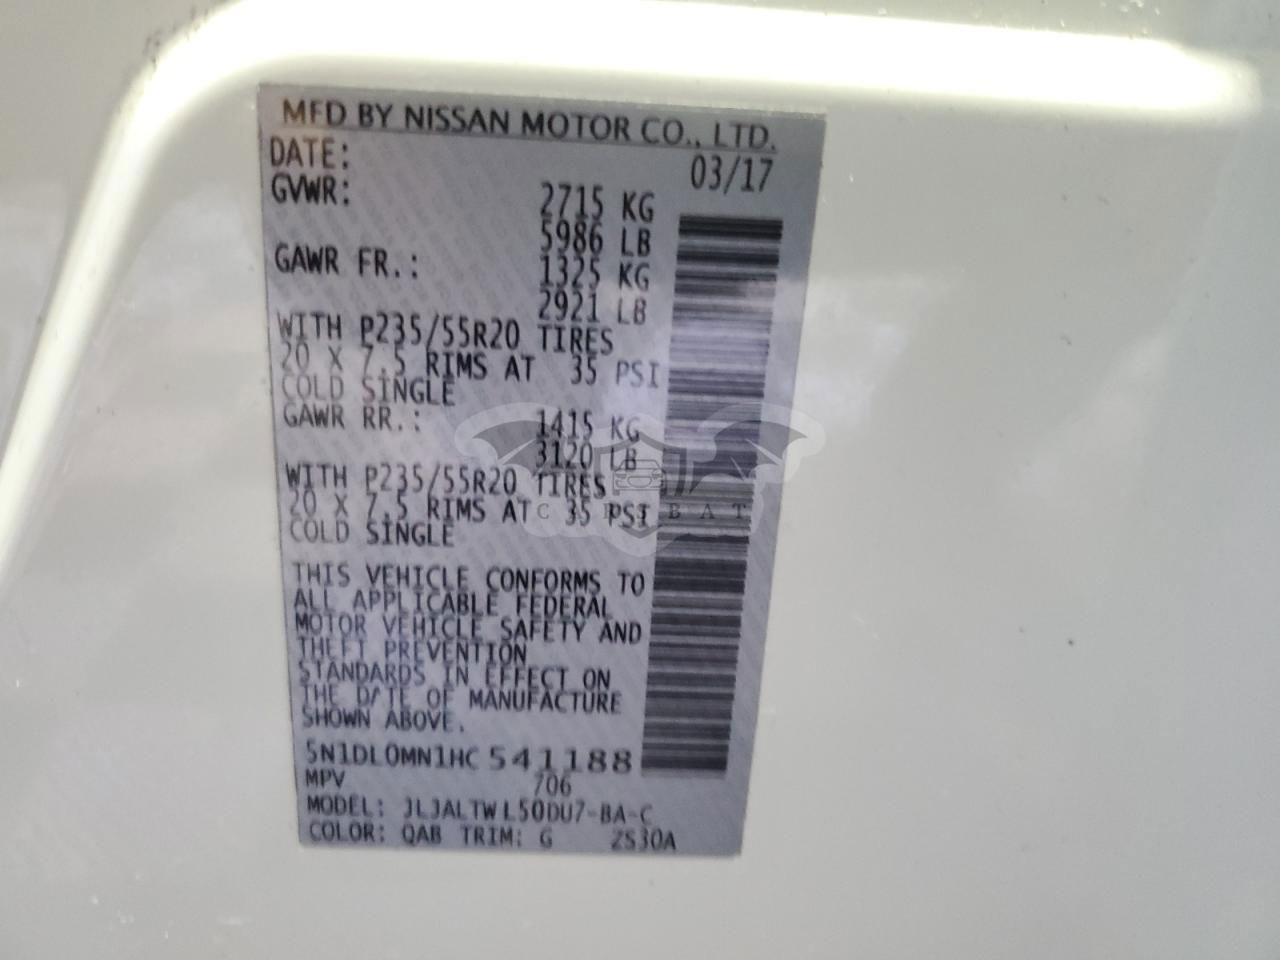 MFD BY NISSAN MOTOR CO., LTD.
DATE: 03/17
GVWR: 2715 KG
5986 LB
GAWR FR.: 1325 KG
2921 LB
WITH P235/55R20 TIRES
20 X 7.5 RIMS AT 35 PSI
COLD SINGLE
GAWR RR.: 1415 KG
3120 LB
WITH P235/55R20 TIRES
20 X 7.5 RIMS AT 35 PSI
COLD SINGLE
THIS VEHICLE CONFORMS TO
ALL APPLICABLE FEDERAL
MOTOR VEHICLE SAFETY AND
THEFT PREVENTION
STANDARDS IN EFFECT ON
THE DATE OF MANUFACTURE
SHOWN ABOVE.
5N1DL0MN1HC541188
MPV 706
MODEL: JLJALTWL50DU7-BA-C
COLOR: QAB TRIM: G 2S30A